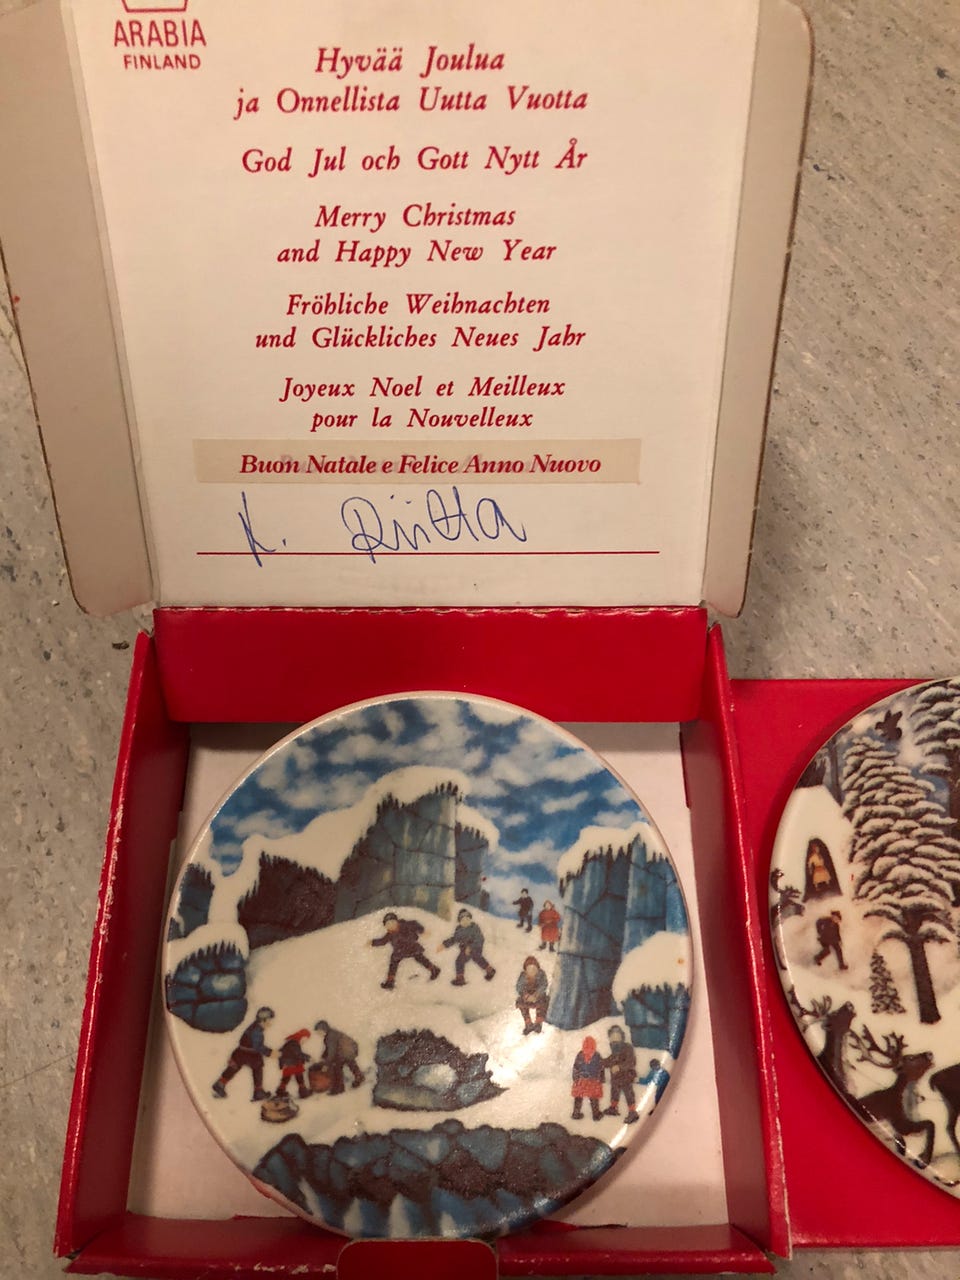 ARABIA
FINLAND
Hyvää Joulua
ja Onnellista Uutta Vuotta
God Jul och Gott Nytt År
Merry Christmas
and Happy New Year
Fröhliche Weihnachten
und Glückliches Neues Jahr
Joyeux Noel et Meilleux
pour la Nouvelleux
Buon Natale e Felice Anno Nuovo
K. Riitta